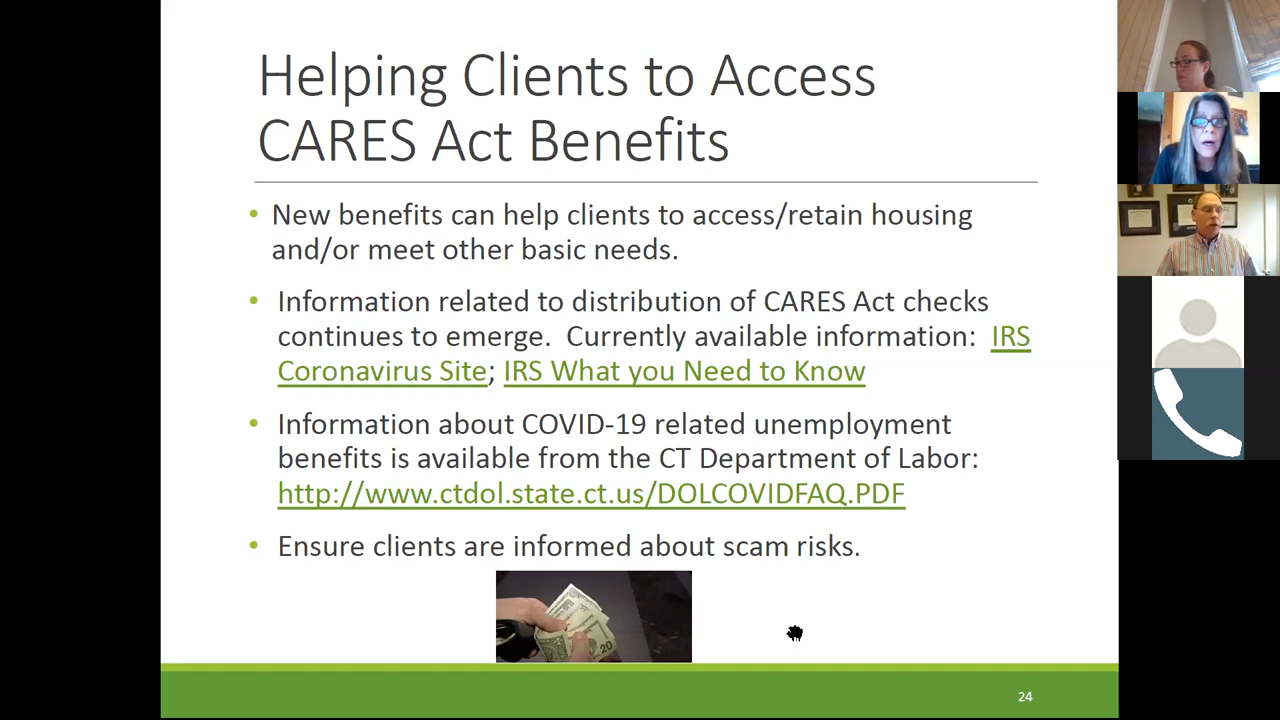 Helping Clients to Access
CARES Act Benefits
• New benefits can help clients to access/retain housing
and/or meet other basic needs.
• Information related to distribution of CARES Act checks
continues to emerge.  Currently available information:  IRS
Coronavirus Site; IRS What you Need to Know
• Information about COVID-19 related unemployment
benefits is available from the CT Department of Labor:
http://www.ctdol.state.ct.us/DOLCOVIDFAQ.PDF
• Ensure clients are informed about scam risks.
20
24